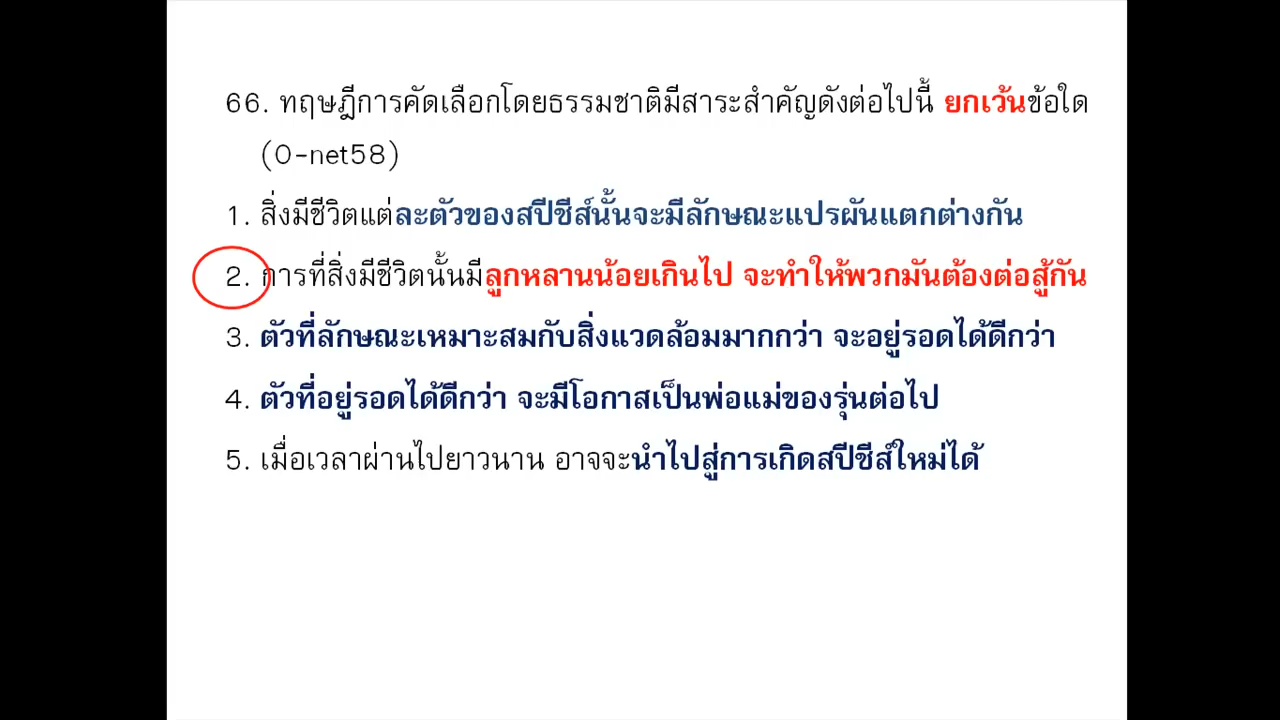 66. ทฤษฎีการคัดเลือกโดยธรรมชาติมีสาระสำคัญดังต่อไปนี้ ยกเว้นข้อใด
(O-net58)
1. สิ่งมีชีวิตแต่ละตัวของสปีชีส์นั้นจะมีลักษณะแปรผันแตกต่างกัน
2. การที่สิ่งมีชีวิตนั้นมีลูกหลานน้อยเกินไป จะทำให้พวกมันต้องต่อสู้กัน
3. ตัวที่ลักษณะเหมาะสมกับสิ่งแวดล้อมมากกว่า จะอยู่รอดได้ดีกว่า
4. ตัวที่อยู่รอดได้ดีกว่า จะมีโอกาสเป็นพ่อแม่ของรุ่นต่อไป
5. เมื่อเวลาผ่านไปยาวนาน อาจจะนำไปสู่การเกิดสปีชีส์ใหม่ได้